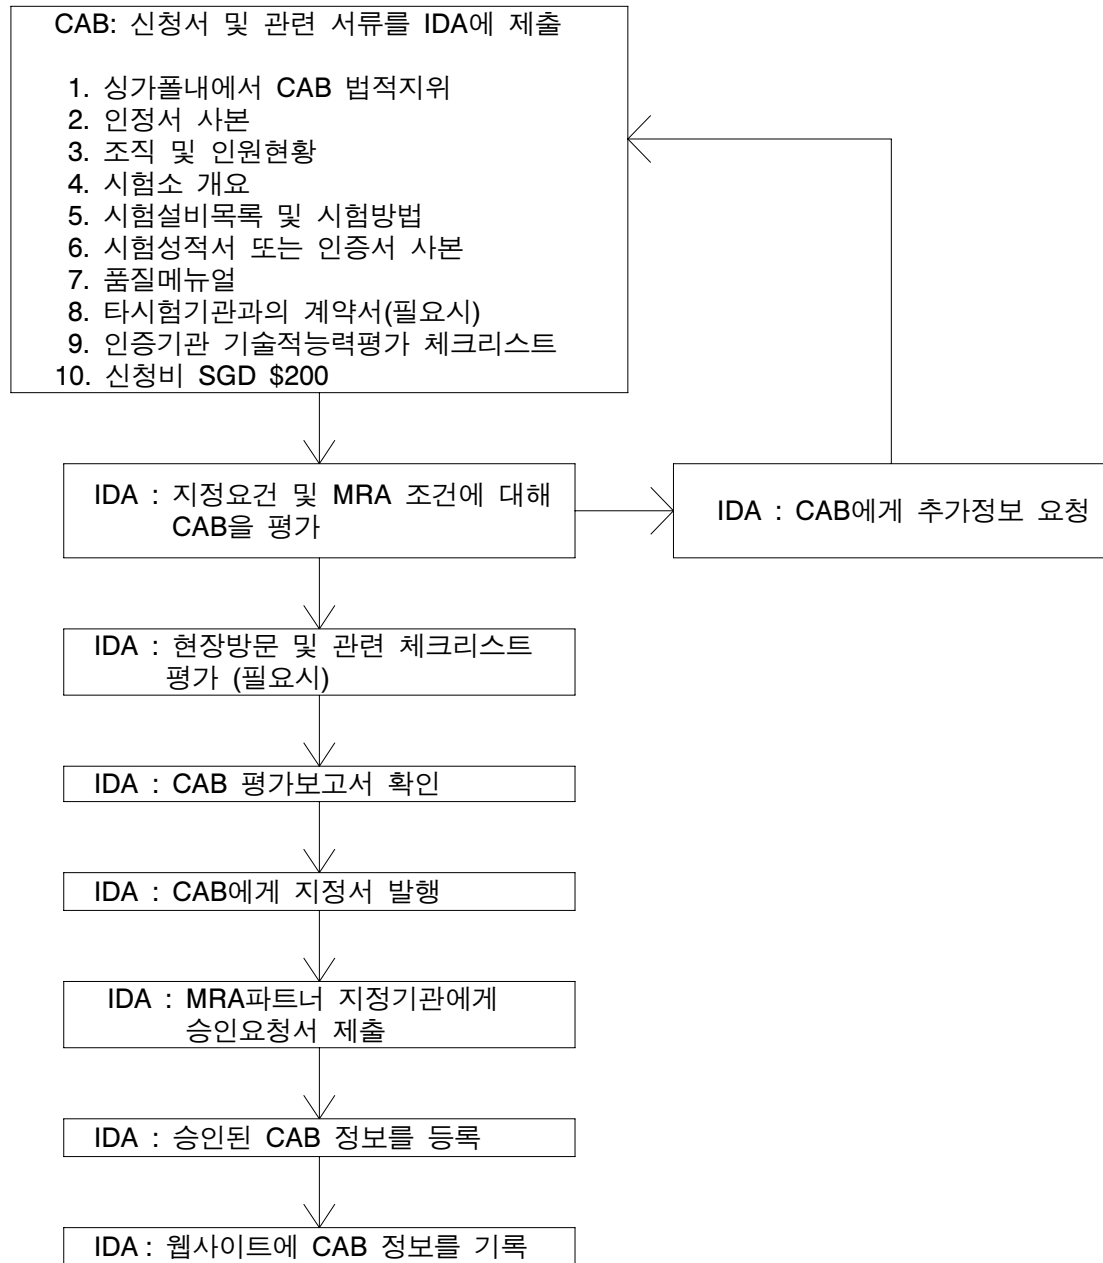 CAB: 신청서 및 관련 서류를 IDA에 제출
1. 싱가폴내에서 CAB 법적지위
2. 인정서 사본
3. 조직 및 인원현황
4. 시험소 개요
5. 시험설비목록 및 시험방법
6. 시험성적서 또는 인증서 사본
7. 품질메뉴얼
8. 타시험기관과의 계약서(필요시)
9. 인증기관 기술적능력평가 체크리스트
10. 신청비 SGD $200
IDA : 지정요건 및 MRA 조건에 대해
CAB을 평가
IDA : CAB에게 추가정보 요청
IDA : 현장방문 및 관련 체크리스트
평가 (필요시)
IDA : CAB 평가보고서 확인
IDA : CAB에게 지정서 발행
IDA : MRA파트너 지정기관에게
승인요청서 제출
IDA : 승인된 CAB 정보를 등록
IDA : 웹사이트에 CAB 정보를 기록